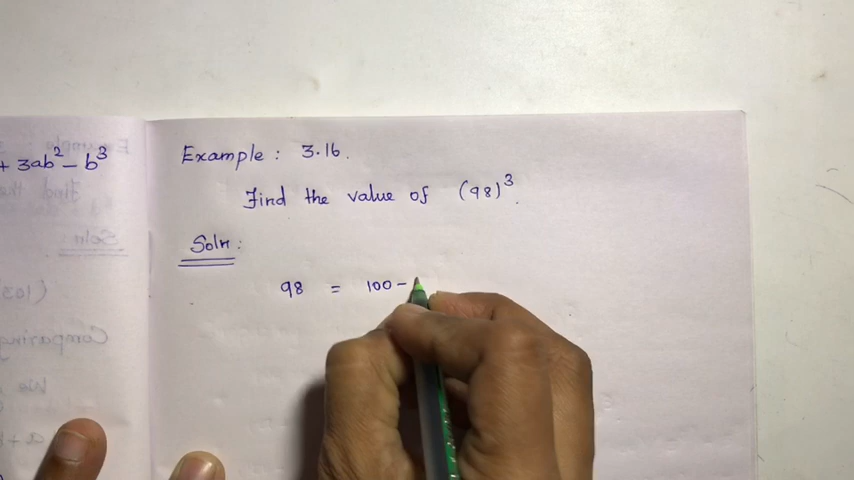 + 3ab² - b³
Example : 3.16.
Find the value of (98)³.
Soln :
98 = 100 -